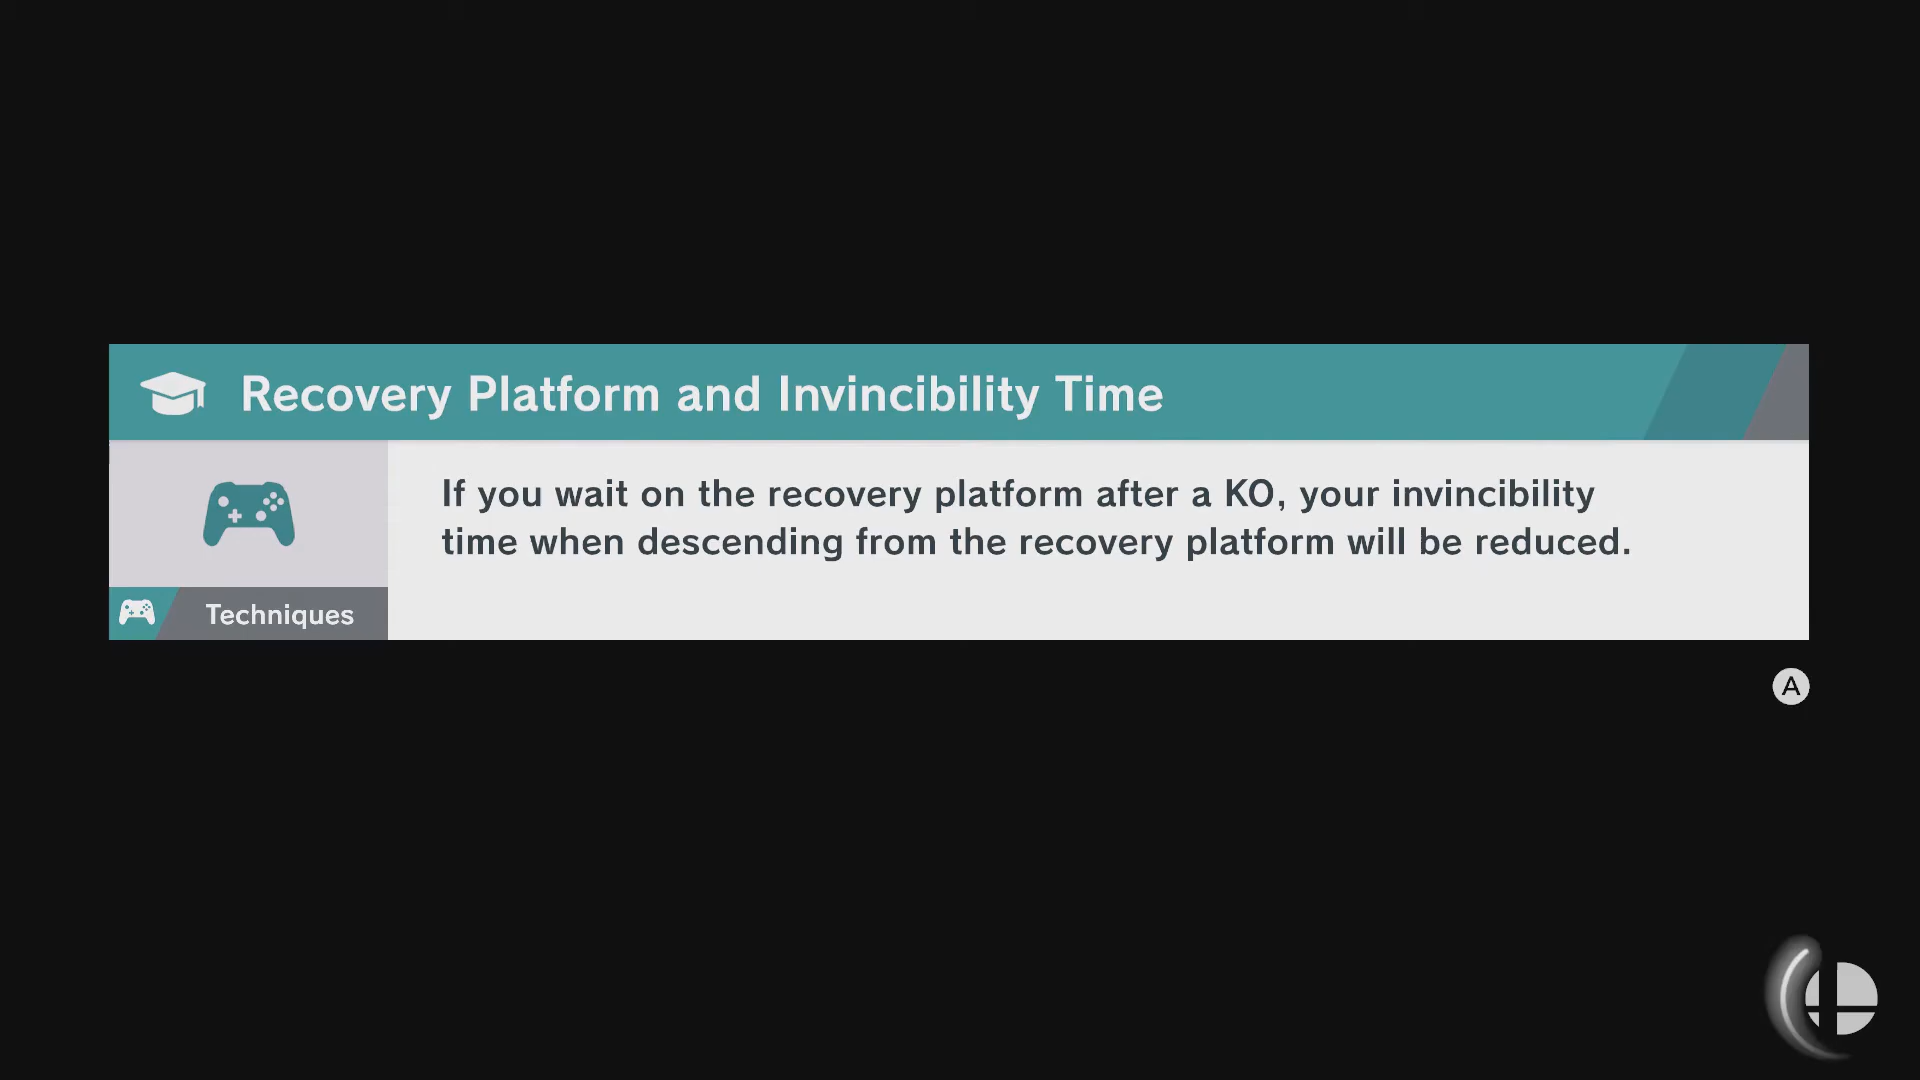 Recovery Platform and Invincibility Time
If you wait on the recovery platform after a KO, your invincibility
time when descending from the recovery platform will be reduced.
Techniques
A